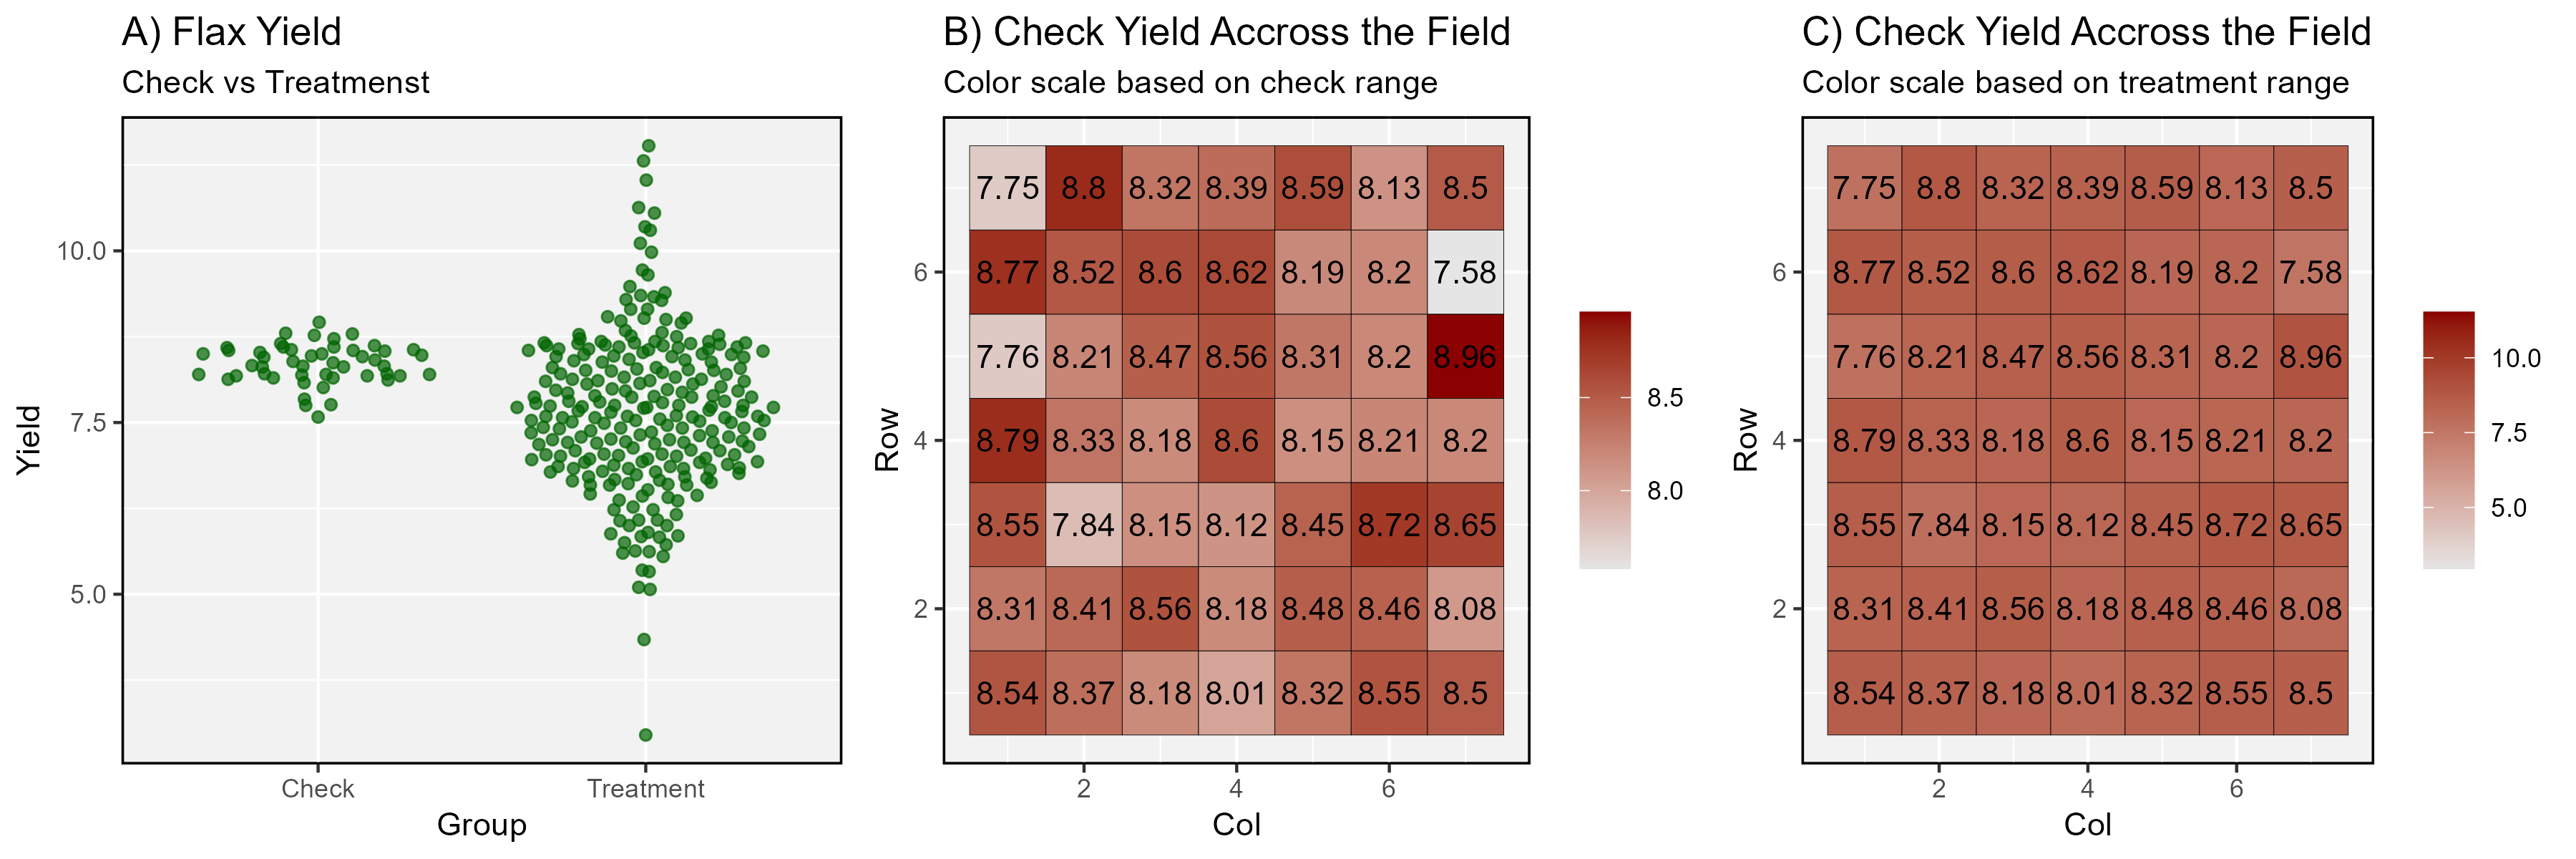 A) Flax Yield
Check vs Treatmenst
Yield
10.0
7.5
5.0
Check Treatment
Group
B) Check Yield Accross the Field
Color scale based on check range
Row
6
4
2
7.75 8.8 8.32 8.39 8.59 8.13 8.5
8.77 8.52 8.6 8.62 8.19 8.2 7.58
7.76 8.21 8.47 8.56 8.31 8.2 8.96
8.79 8.33 8.18 8.6 8.15 8.21 8.2
8.55 7.84 8.15 8.12 8.45 8.72 8.65
8.31 8.41 8.56 8.18 8.48 8.46 8.08
8.54 8.37 8.18 8.01 8.32 8.55 8.5
2 4 6
Col
8.5
8.0
C) Check Yield Accross the Field
Color scale based on treatment range
Row
6
4
2
7.75 8.8 8.32 8.39 8.59 8.13 8.5
8.77 8.52 8.6 8.62 8.19 8.2 7.58
7.76 8.21 8.47 8.56 8.31 8.2 8.96
8.79 8.33 8.18 8.6 8.15 8.21 8.2
8.55 7.84 8.15 8.12 8.45 8.72 8.65
8.31 8.41 8.56 8.18 8.48 8.46 8.08
8.54 8.37 8.18 8.01 8.32 8.55 8.5
2 4 6
Col
10.0
7.5
5.0